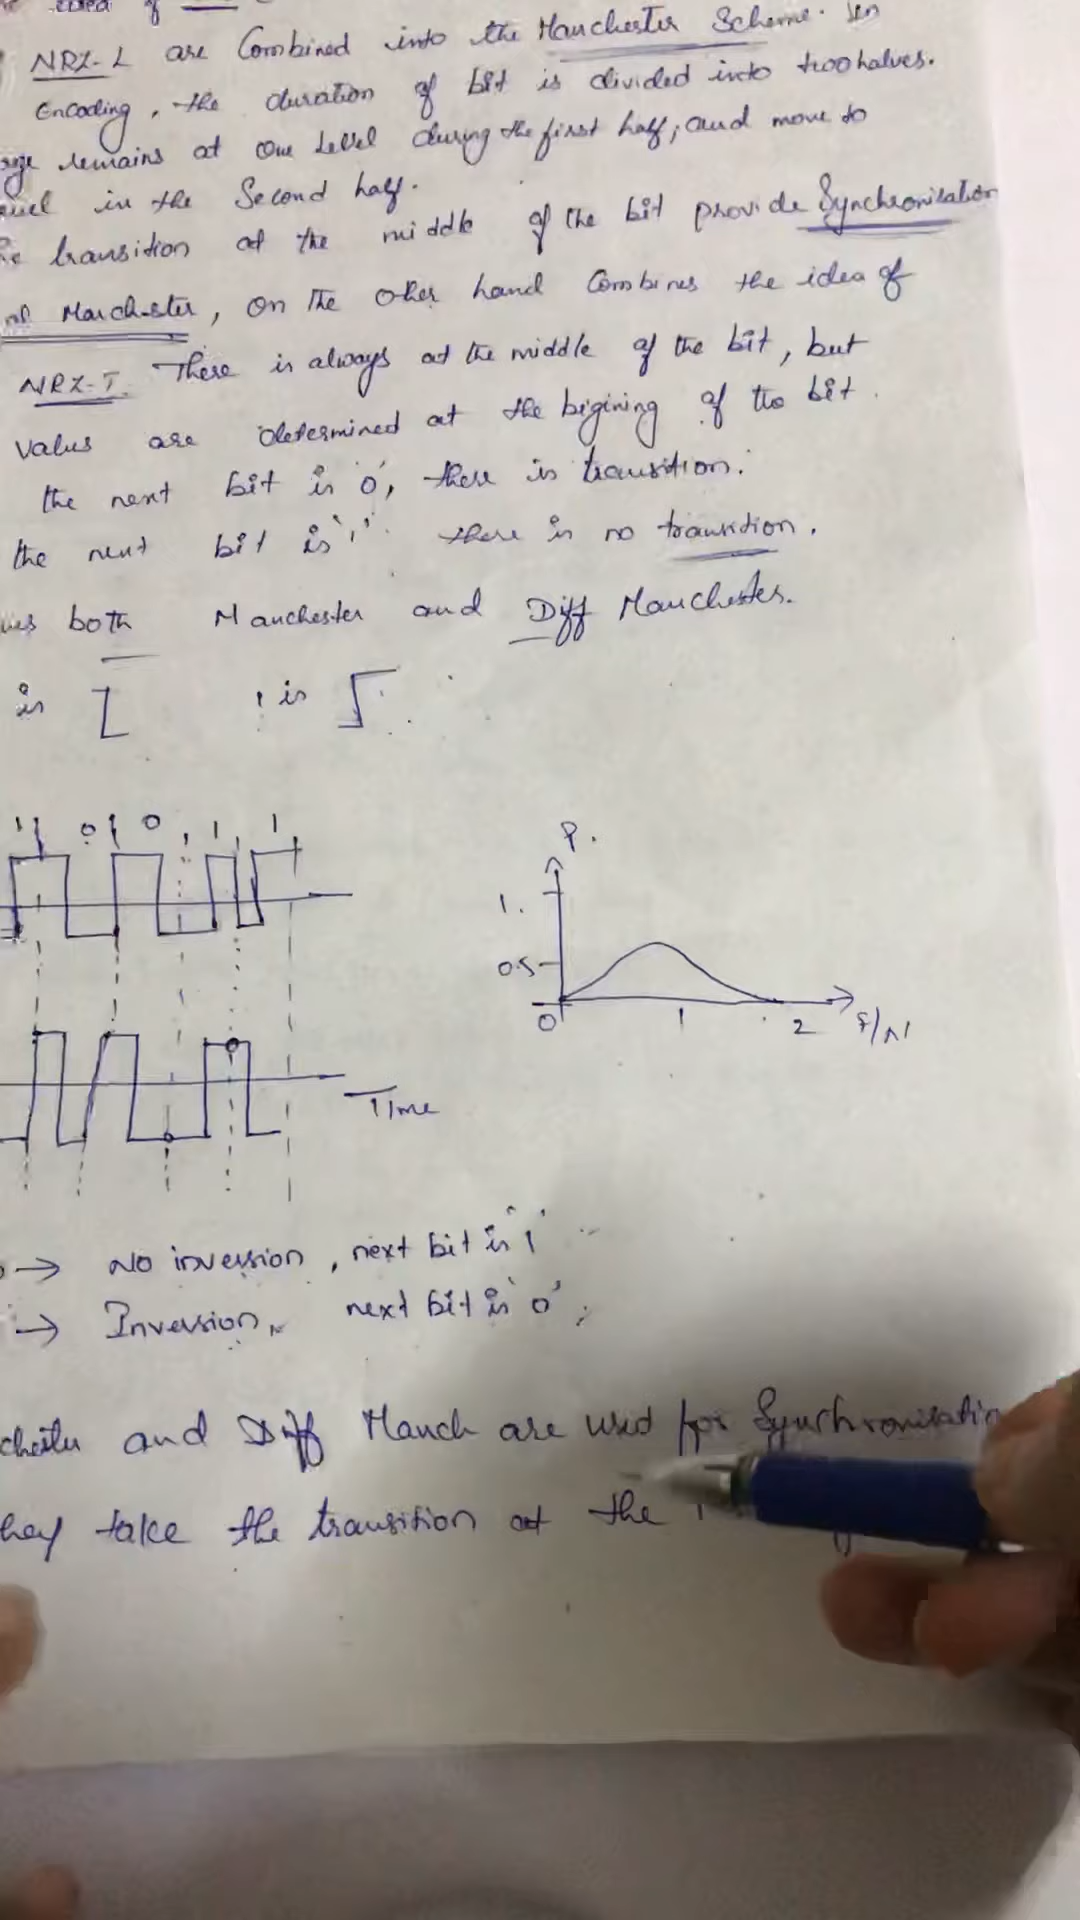 idea of
NRZ-L are Combined into the Manchester Scheme. In
Encoding, the duration of bit is divided into two halves.
remains at one level during the first half, and move to
in the Second half.
transition at the middle of the bit provide Synchronisation
Manchester, on the other hand Combines the idea of
NRZ-I. There is always at the middle of the bit, but
values are determined at the bigining of the bit.
the next bit is '0', there is transition.
the next bit is '1' there is no transition.
both Manchester and Diff Manchester.
is 1 is
1 0 0 1 1
P.
1.
0.5
0 1 2 f/N
Time
→ No inversion, next bit is '1'
→ Inversion, next bit is '0'
and Diff Manch are used for Synchronisatio
they take the transition at the